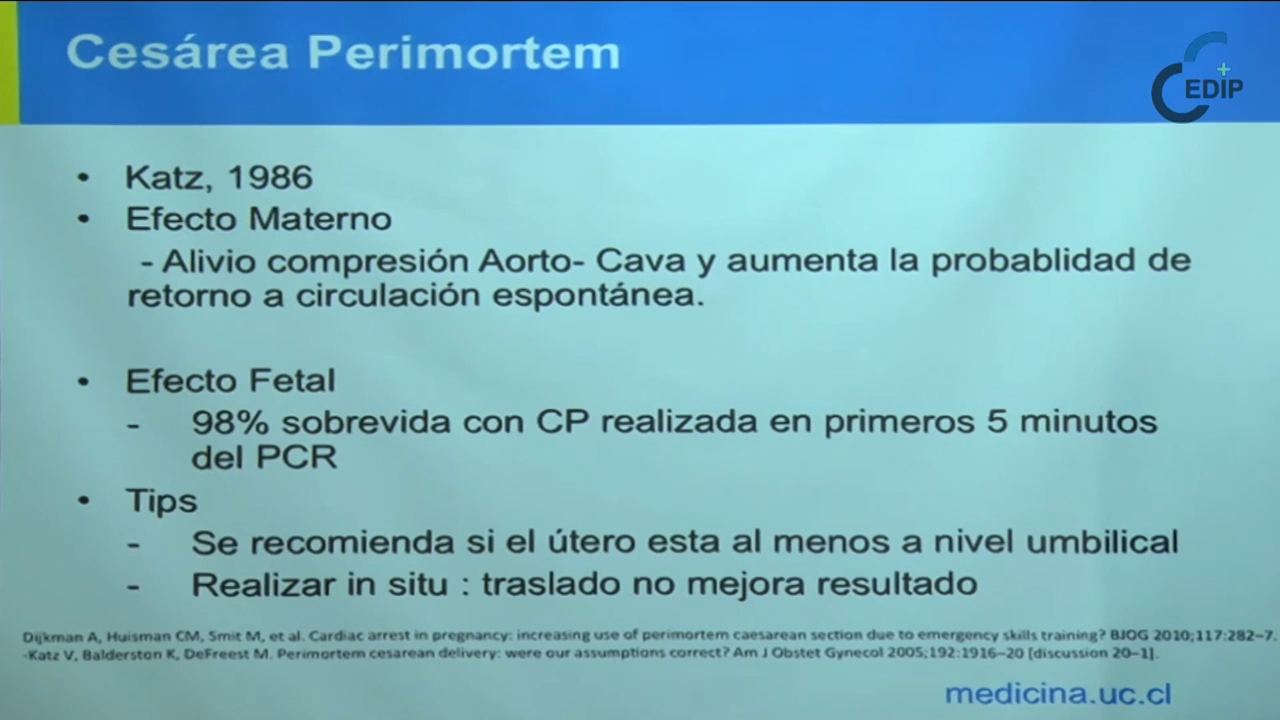 Cesárea Perimortem
EDIP
• Katz, 1986
• Efecto Materno
- Alivio compresión Aorto- Cava y aumenta la probablidad de
retorno a circulación espontánea.
• Efecto Fetal
- 98% sobrevida con CP realizada en primeros 5 minutos
del PCR
• Tips
- Se recomienda si el útero esta al menos a nivel umbilical
- Realizar in situ : traslado no mejora resultado
Dijkman A, Huisman CM, Smit M, et al. Cardiac arrest in pregnancy: increasing use of perimortem caesarean section due to emergency skills training? BJOG 2010;117:282–7.
-Katz V, Balderston K, DeFreest M. Perimortem cesarean delivery: were our assumptions correct? Am J Obstet Gynecol 2005;192:1916–20 [discussion 20–1].
medicina.uc.cl